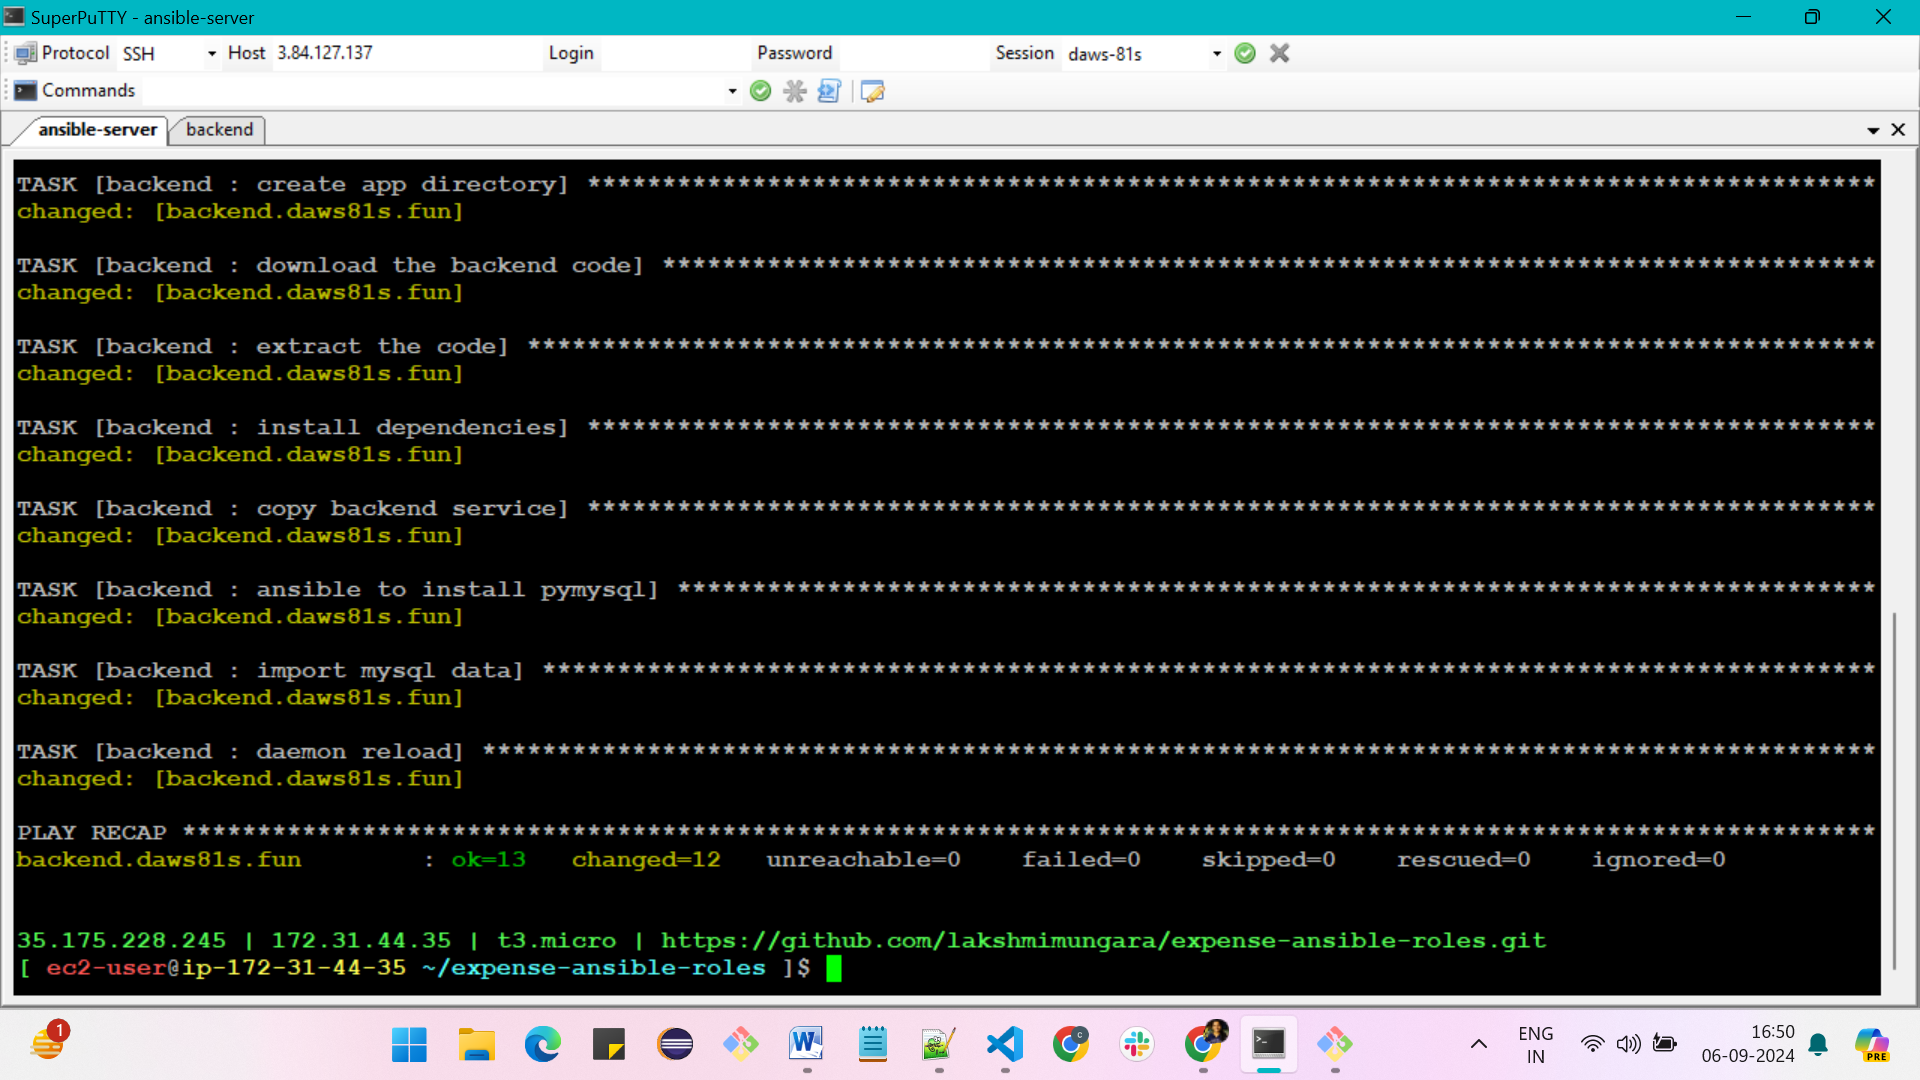 SuperPuTTY - ansible-server
Protocol SSH Host 3.84.127.137 Login Password Session daws-81s
Commands
ansible-server backend
TASK [backend : create app directory] **************************************************************************************
changed: [backend.daws81s.fun]
TASK [backend : download the backend code] *********************************************************************************
changed: [backend.daws81s.fun]
TASK [backend : extract the code] ******************************************************************************************
changed: [backend.daws81s.fun]
TASK [backend : install dependencies] **************************************************************************************
changed: [backend.daws81s.fun]
TASK [backend : copy backend service] **************************************************************************************
changed: [backend.daws81s.fun]
TASK [backend : ansible to install pymysql] ********************************************************************************
changed: [backend.daws81s.fun]
TASK [backend : import mysql data] *****************************************************************************************
changed: [backend.daws81s.fun]
TASK [backend : daemon reload] *********************************************************************************************
changed: [backend.daws81s.fun]
PLAY RECAP *****************************************************************************************************************
backend.daws81s.fun : ok=13 changed=12 unreachable=0 failed=0 skipped=0 rescued=0 ignored=0
35.175.228.245 | 172.31.44.35 | t3.micro | https://github.com/lakshmimungara/expense-ansible-roles.git
[ ec2-user@ip-172-31-44-35 ~/expense-ansible-roles ]$
1
ENG
IN
16:50
06-09-2024
PRE